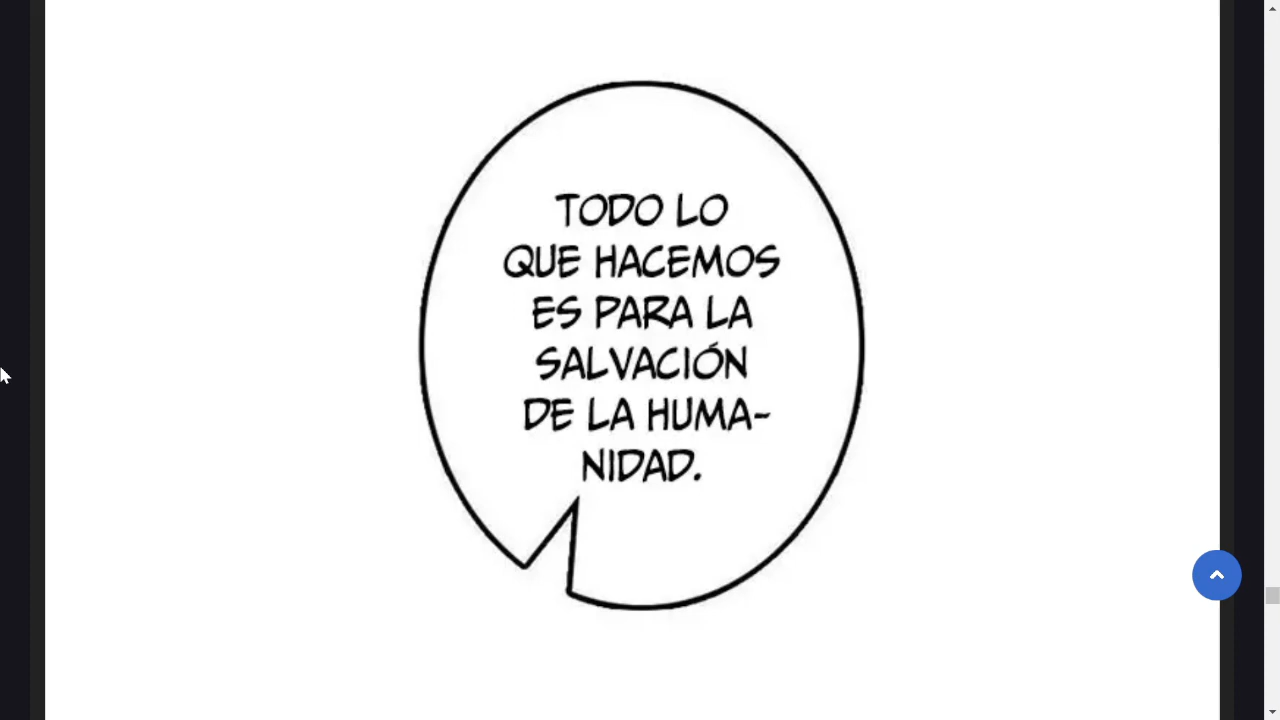 TODO LO
QUE HACEMOS
ES PARA LA
SALVACIÓN
DE LA HUMA-
NIDAD.